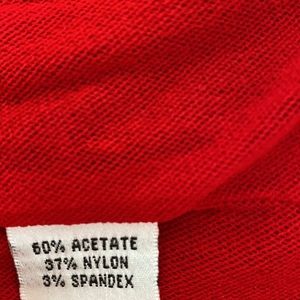 60% ACETATE
37% NYLON
3% SPANDEX